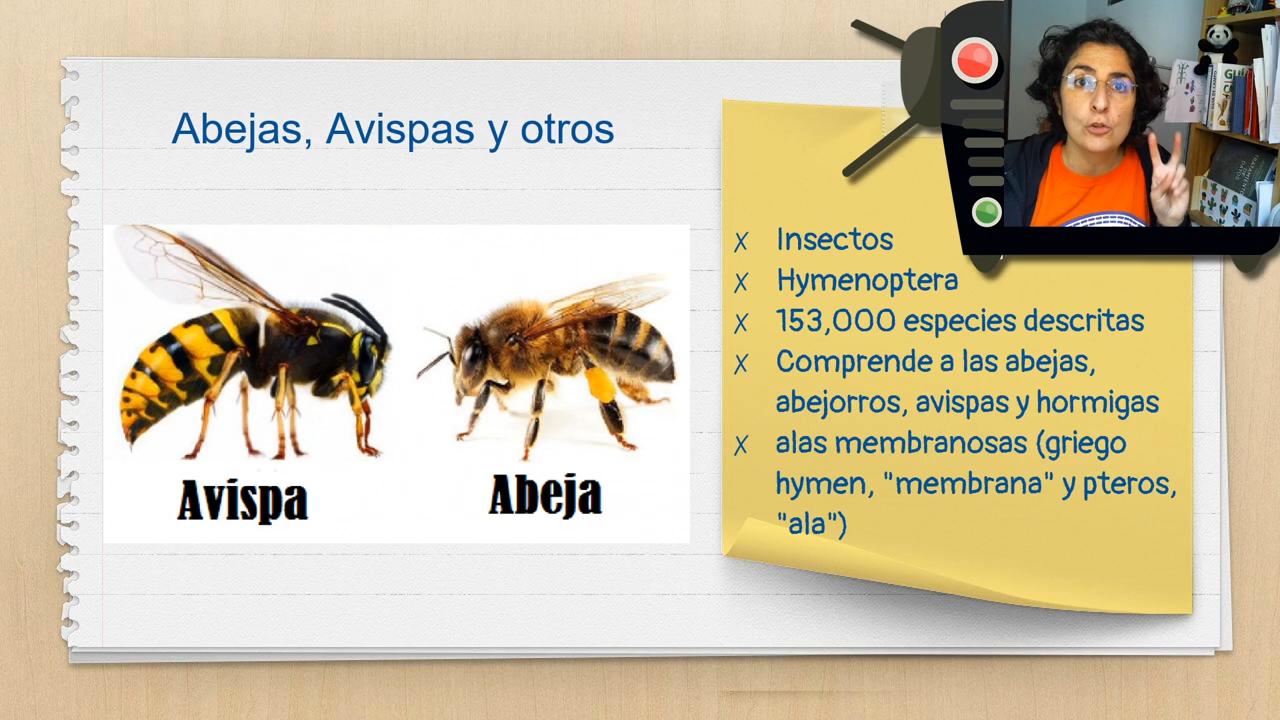 Abejas, Avispas y otros
Avispa
Abeja
x Insectos
x Hymenoptera
x 153,000 especies descritas
x Comprende a las abejas,
abejorros, avispas y hormigas
x alas membranosas (griego
hymen, "membrana" y pteros,
"ala")